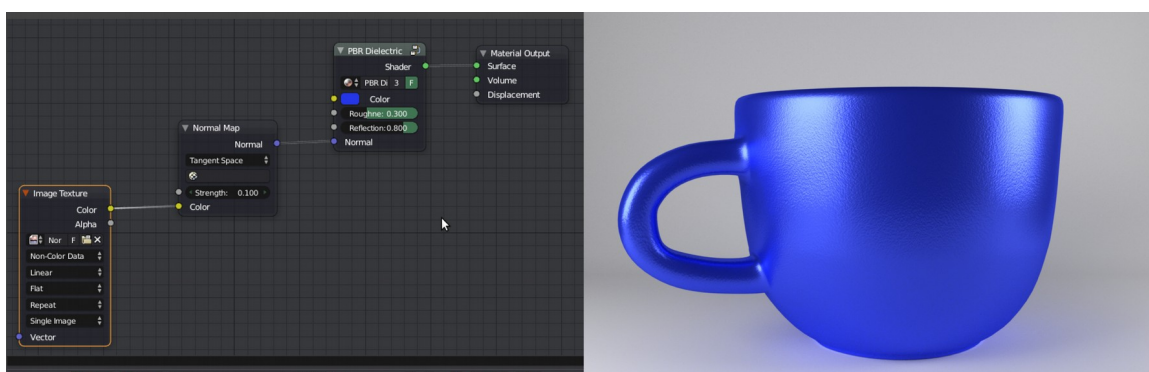 PBR Dielectric
Shader
PBR Di 3 F
Color
Roughne: 0.300
Reflection: 0.800
Normal
Material Output
Surface
Volume
Displacement
Normal Map
Normal
Tangent Space
Strength: 0.100
Color
Image Texture
Color
Alpha
Nor F
Non-Color Data
Linear
Flat
Repeat
Single Image
Vector